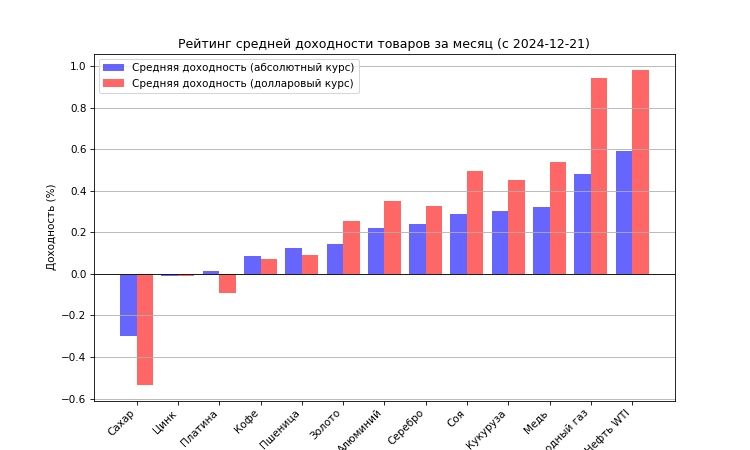 Рейтинг средней доходности товаров за месяц (с 2024-12-21)
Средняя доходность (абсолютный курс)
Средняя доходность (долларовый курс)
Доходность (%)
1.0
0.8
0.6
0.4
0.2
0.0
−0.2
−0.4
−0.6
Сахар
Цинк
Платина
Кофе
Пшеница
Золото
Алюминий
Серебро
Соя
Кукуруза
Медь
одный газ
Нефть WTI